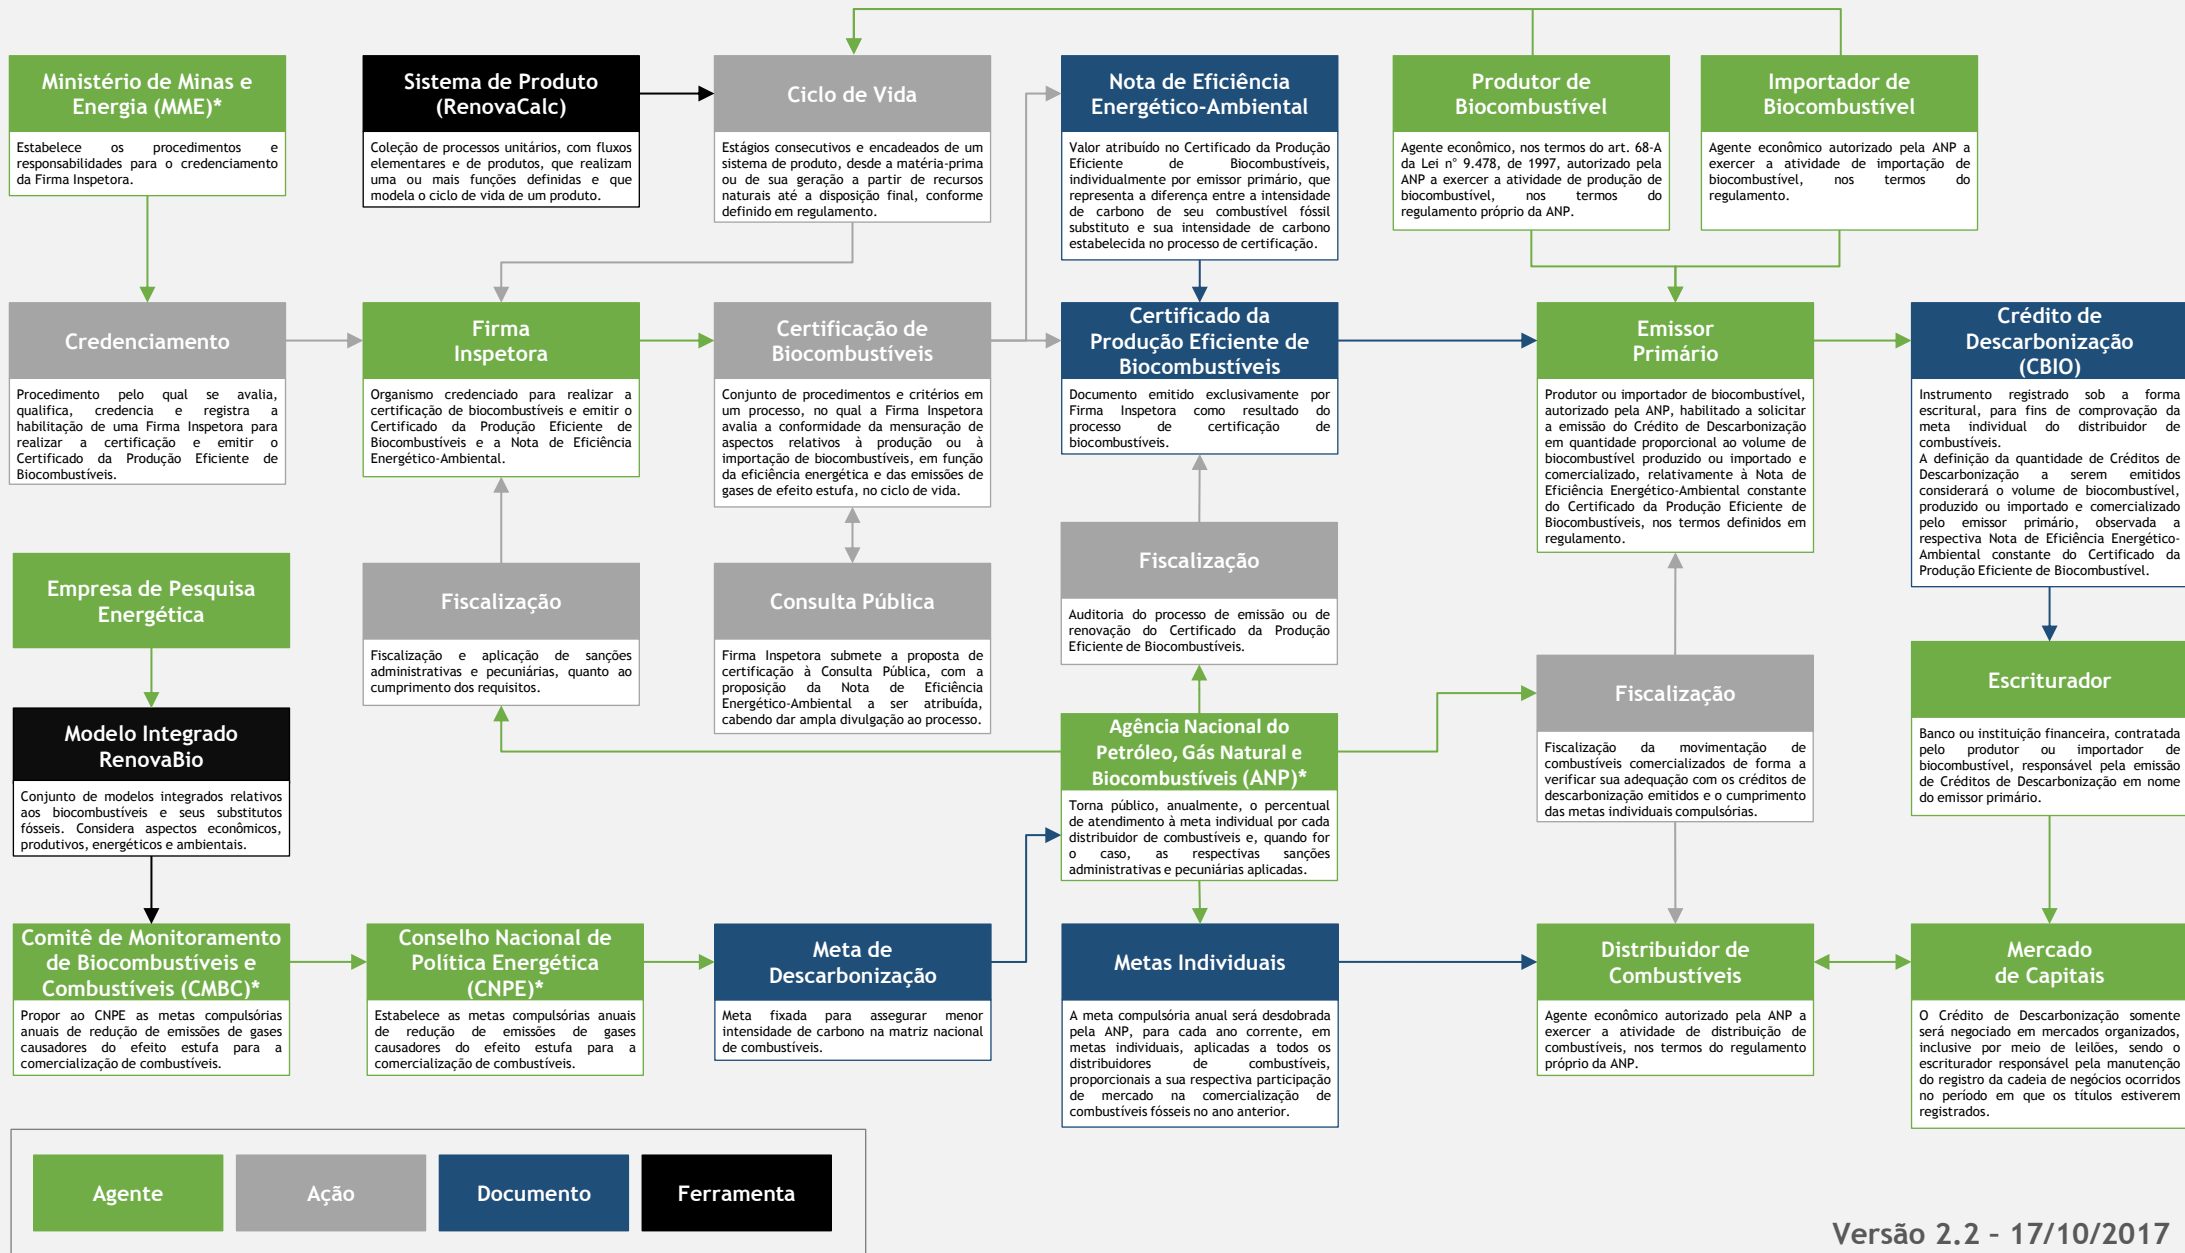 Ministério de Minas e
Energia (MME)*
Estabelece os procedimentos e
responsabilidades para o credenciamento
da Firma Inspetora.
Sistema de Produto
(RenovaCalc)
Coleção de processos unitários, com fluxos
elementares e de produtos, que realizam
uma ou mais funções definidas e que
modela o ciclo de vida de um produto.
Ciclo de Vida
Estágios consecutivos e encadeados de um
sistema de produto, desde a matéria-prima
ou de sua geração a partir de recursos
naturais até a disposição final, conforme
definido em regulamento.
Nota de Eficiência
Energético-Ambiental
Valor atribuído no Certificado da Produção
Eficiente de Biocombustíveis,
individualmente por emissor primário, que
representa a diferença entre a intensidade
de carbono de seu combustível fóssil
substituto e sua intensidade de carbono
estabelecida no processo de certificação.
Produtor de
Biocombustível
Agente econômico, nos termos do art. 68-A
da Lei nº 9.478, de 1997, autorizado pela
ANP a exercer a atividade de produção de
biocombustível, nos termos do
regulamento próprio da ANP.
Importador de
Biocombustível
Agente econômico autorizado pela ANP a
exercer a atividade de importação de
biocombustível, nos termos do
regulamento.
Credenciamento
Procedimento pelo qual se avalia,
qualifica, credencia e registra a
habilitação de uma Firma Inspetora para
realizar a certificação e emitir o
Certificado da Produção Eficiente de
Biocombustíveis.
Firma
Inspetora
Organismo credenciado para realizar a
certificação de biocombustíveis e emitir o
Certificado da Produção Eficiente de
Biocombustíveis e a Nota de Eficiência
Energético-Ambiental.
Certificação de
Biocombustíveis
Conjunto de procedimentos e critérios em
um processo, no qual a Firma Inspetora
avalia a conformidade da mensuração de
aspectos relativos à produção ou à
importação de biocombustíveis, em função
da eficiência energética e das emissões de
gases de efeito estufa, no ciclo de vida.
Certificado da
Produção Eficiente de
Biocombustíveis
Documento emitido exclusivamente por
Firma Inspetora como resultado do
processo de certificação de
biocombustíveis.
Emissor
Primário
Produtor ou importador de biocombustível,
autorizado pela ANP, habilitado a solicitar
a emissão do Crédito de Descarbonização
em quantidade proporcional ao volume de
biocombustível produzido ou importado e
comercializado, relativamente à Nota de
Eficiência Energético-Ambiental constante
do Certificado da Produção Eficiente de
Biocombustíveis, nos termos definidos em
regulamento.
Crédito de
Descarbonização
(CBIO)
Instrumento registrado sob a forma
escritural, para fins de comprovação da
meta individual do distribuidor de
combustíveis.
A definição da quantidade de Créditos de
Descarbonização a serem emitidos
considerará o volume de biocombustível,
produzido ou importado e comercializado
pelo emissor primário, observada a
respectiva Nota de Eficiência Energético-
Ambiental constante do Certificado da
Produção Eficiente de Biocombustível.
Empresa de Pesquisa
Energética
Fiscalização
Fiscalização e aplicação de sanções
administrativas e pecuniárias, quanto ao
cumprimento dos requisitos.
Consulta Pública
Firma Inspetora submete a proposta de
certificação à Consulta Pública, com a
proposição da Nota de Eficiência
Energético-Ambiental a ser atribuída,
cabendo dar ampla divulgação ao processo.
Fiscalização
Auditoria do processo de emissão ou de
renovação do Certificado da Produção
Eficiente de Biocombustíveis.
Fiscalização
Fiscalização da movimentação de
combustíveis comercializados de forma a
verificar sua adequação com os créditos de
descarbonização emitidos e o cumprimento
das metas individuais compulsórias.
Escriturador
Banco ou instituição financeira, contratada
pelo produtor ou importador de
biocombustível, responsável pela emissão
de Créditos de Descarbonização em nome
do emissor primário.
Modelo Integrado
RenovaBio
Conjunto de modelos integrados relativos
aos biocombustíveis e seus substitutos
fósseis. Considera aspectos econômicos,
produtivos, energéticos e ambientais.
Agência Nacional do
Petróleo, Gás Natural e
Biocombustíveis (ANP)*
Torna público, anualmente, o percentual
de atendimento à meta individual por cada
distribuidor de combustíveis e, quando for
o caso, as respectivas sanções
administrativas e pecuniárias aplicadas.
Comitê de Monitoramento
de Biocombustíveis e
Combustíveis (CMBC)*
Propor ao CNPE as metas compulsórias
anuais de redução de emissões de gases
causadores do efeito estufa para a
comercialização de combustíveis.
Conselho Nacional de
Política Energética
(CNPE)*
Estabelece as metas compulsórias anuais
de redução de emissões de gases
causadores do efeito estufa para a
comercialização de combustíveis.
Meta de
Descarbonização
Meta fixada para assegurar menor
intensidade de carbono na matriz nacional
de combustíveis.
Metas Individuais
A meta compulsória anual será desdobrada
pela ANP, para cada ano corrente, em
metas individuais, aplicadas a todos os
distribuidores de combustíveis,
proporcionais a sua respectiva participação
de mercado na comercialização de
combustíveis fósseis no ano anterior.
Distribuidor de
Combustíveis
Agente econômico autorizado pela ANP a
exercer a atividade de distribuição de
combustíveis, nos termos do regulamento
próprio da ANP.
Mercado
de Capitais
O Crédito de Descarbonização somente
será negociado em mercados organizados,
inclusive por meio de leilões, sendo o
escriturador responsável pela manutenção
do registro da cadeia de negócios ocorridos
no período em que os títulos estiverem
registrados.
Agente
Ação
Documento
Ferramenta
Versão 2.2 – 17/10/2017